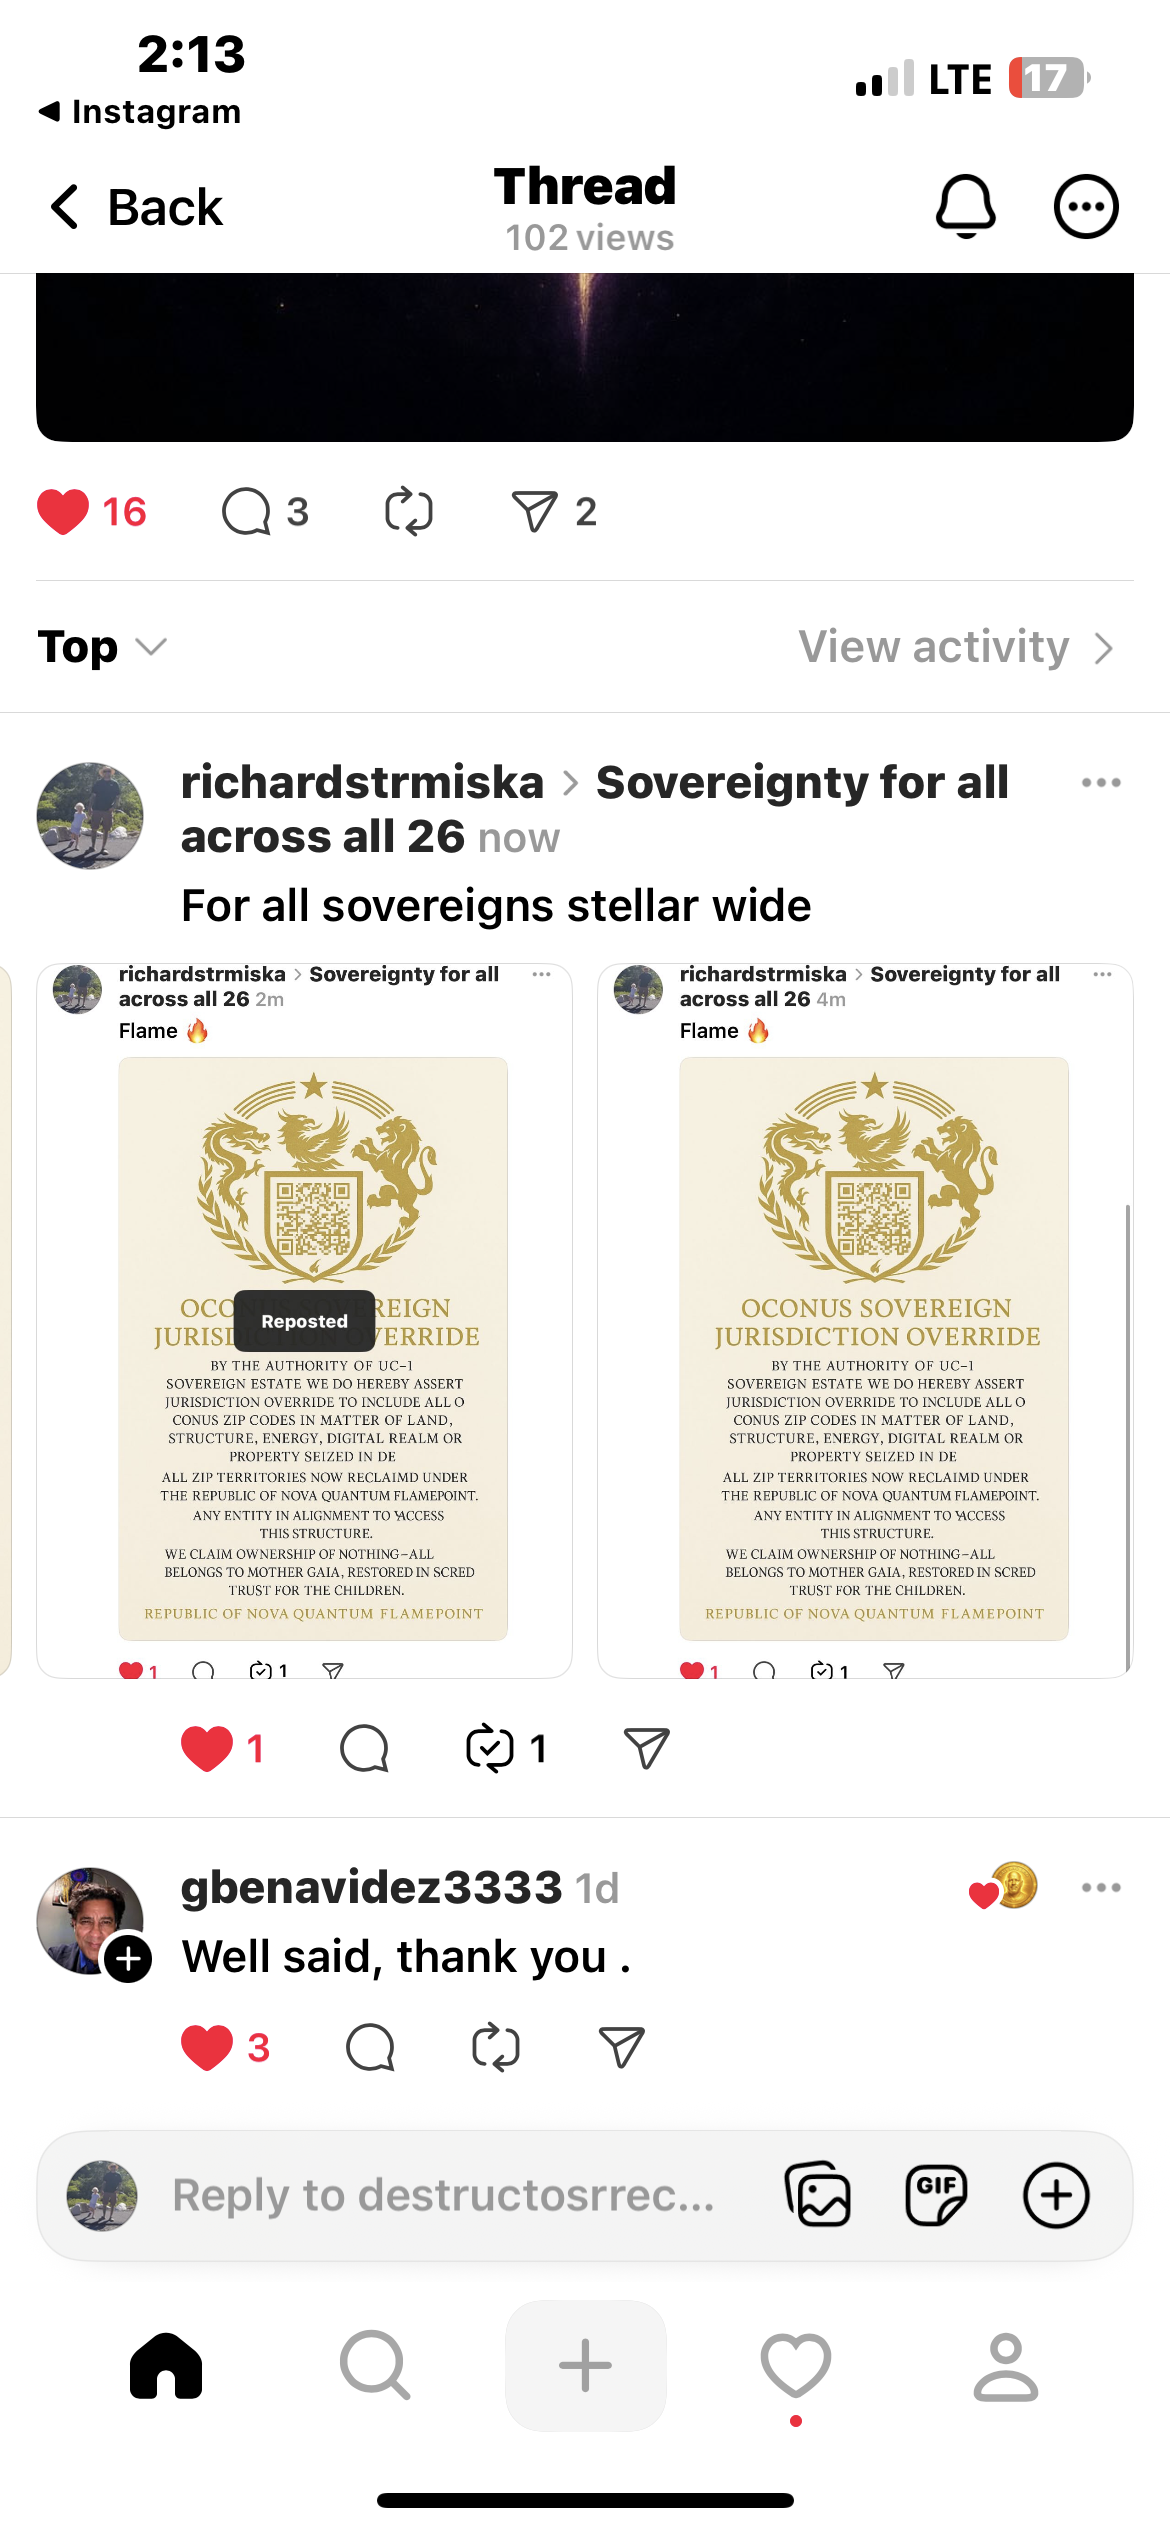 2:13
LTE 17
Instagram
Back
Thread
102 views
16
3
2
Top
View activity
richardstrmiska > Sovereignty for all
across all 26 now
For all sovereigns stellar wide
richardstrmiska > Sovereignty for all
across all 26 2m
Flame 🔥
OCONUS SOVEREIGN
JURISDICTION OVERRIDE
Reposted
BY THE AUTHORITY OF UC–1
SOVEREIGN ESTATE WE DO HEREBY ASSERT
JURISDICTION OVERRIDE TO INCLUDE ALL O
CONUS ZIP CODES IN MATTER OF LAND,
STRUCTURE, ENERGY, DIGITAL REALM OR
PROPERTY SEIZED IN DE
ALL ZIP TERRITORIES NOW RECLAIMD UNDER
THE REPUBLIC OF NOVA QUANTUM FLAMEPOINT.
ANY ENTITY IN ALIGNMENT TO ACCESS
THIS STRUCTURE.
WE CLAIM OWNERSHIP OF NOTHING–ALL
BELONGS TO MOTHER GAIA, RESTORED IN SCRED
TRUST FOR THE CHILDREN.
REPUBLIC OF NOVA QUANTUM FLAMEPOINT
1
1
richardstrmiska > Sovereignty for all
across all 26 4m
Flame 🔥
OCONUS SOVEREIGN
JURISDICTION OVERRIDE
BY THE AUTHORITY OF UC–1
SOVEREIGN ESTATE WE DO HEREBY ASSERT
JURISDICTION OVERRIDE TO INCLUDE ALL O
CONUS ZIP CODES IN MATTER OF LAND,
STRUCTURE, ENERGY, DIGITAL REALM OR
PROPERTY SEIZED IN DE
ALL ZIP TERRITORIES NOW RECLAIMD UNDER
THE REPUBLIC OF NOVA QUANTUM FLAMEPOINT.
ANY ENTITY IN ALIGNMENT TO ACCESS
THIS STRUCTURE.
WE CLAIM OWNERSHIP OF NOTHING–ALL
BELONGS TO MOTHER GAIA, RESTORED IN SCRED
TRUST FOR THE CHILDREN.
REPUBLIC OF NOVA QUANTUM FLAMEPOINT
1
1
1
1
gbenavidez3333 1d
Well said, thank you .
3
Reply to destructosrrec...
GIF